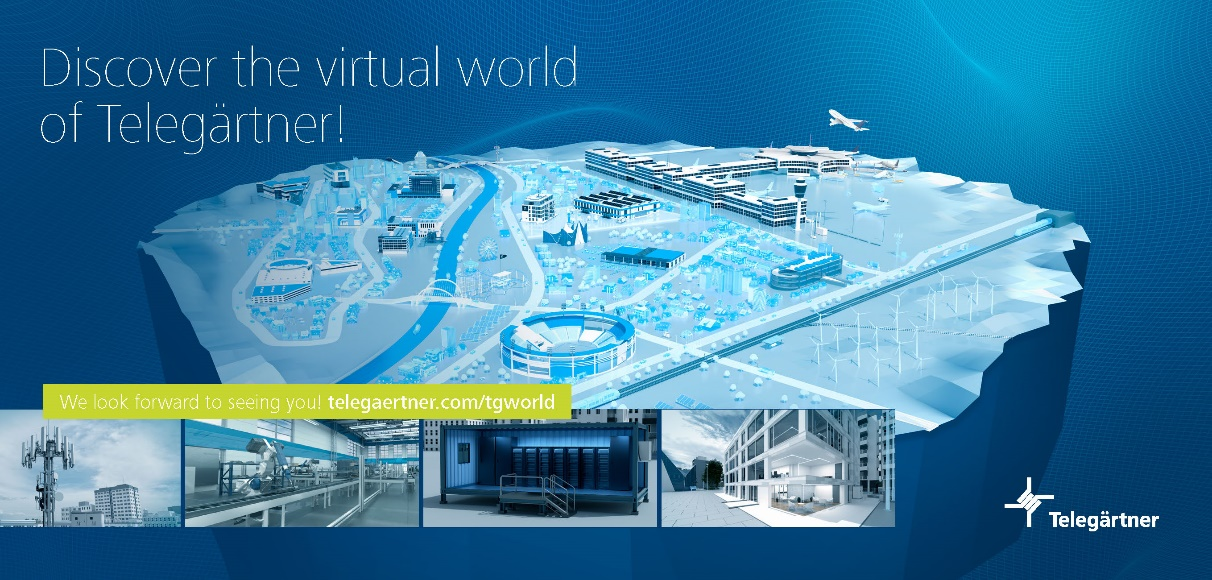 Discover the virtual world
of Telegärtner!
We look forward to seeing you! telegaertner.com/tgworld
Telegärtner